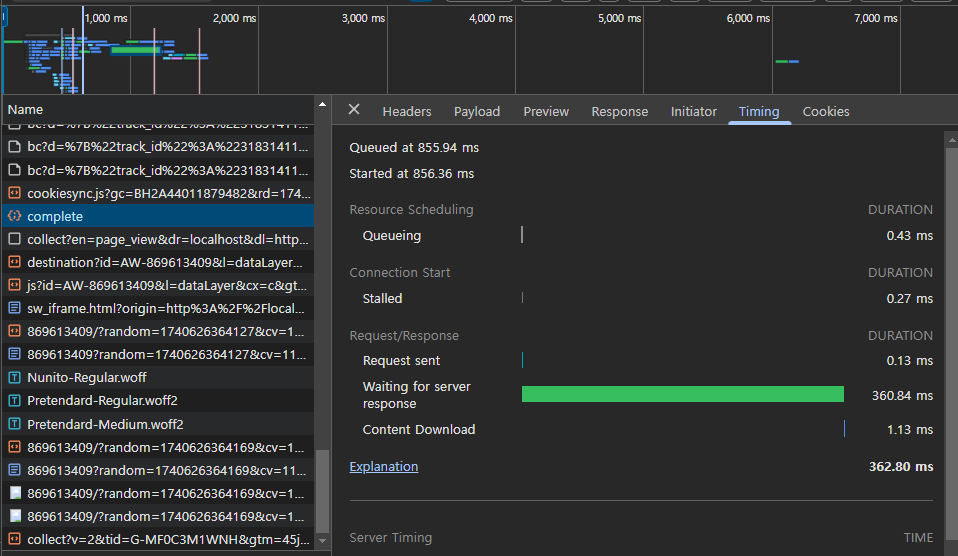 1,000 ms 2,000 ms 3,000 ms 4,000 ms 5,000 ms 6,000 ms 7,000 ms
Name
Headers Payload Preview Response Initiator Timing Cookies
bc?d=%7B%22track_id%22%3A%2231831411...
bc?d=%7B%22track_id%22%3A%2231831411...
bc?d=%7B%22track_id%22%3A%2231831411...
cookiesync.js?gc=BH2A44011879482&rd=174...
complete
collect?en=page_view&dr=localhost&dl=http...
destination?id=AW-869613409&l=dataLayer...
js?id=AW-869613409&l=dataLayer&cx=c&gt...
sw_iframe.html?origin=http%3A%2F%2Flocal...
869613409/?random=1740626364127&cv=1...
869613409?random=1740626364127&cv=11...
Nunito-Regular.woff
Pretendard-Regular.woff2
Pretendard-Medium.woff2
869613409/?random=1740626364169&cv=1...
869613409?random=1740626364169&cv=11...
869613409/?random=1740626364169&cv=1...
869613409/?random=1740626364169&cv=1...
collect?v=2&tid=G-MF0C3M1WNH&gtm=45j...
Queued at 855.94 ms
Started at 856.36 ms
Resource Scheduling DURATION
Queueing 0.43 ms
Connection Start DURATION
Stalled 0.27 ms
Request/Response DURATION
Request sent 0.13 ms
Waiting for server
response 360.84 ms
Content Download 1.13 ms
Explanation 362.80 ms
Server Timing TIME